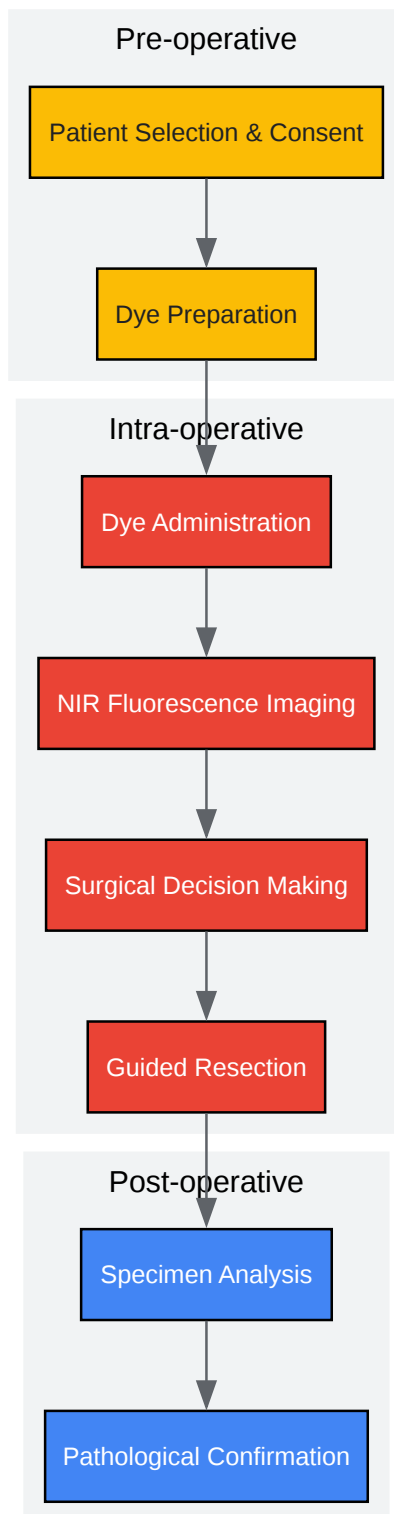 Pre-operative
Patient Selection & Consent
Dye Preparation
Intra-operative
Dye Administration
NIR Fluorescence Imaging
Surgical Decision Making
Guided Resection
Post-operative
Specimen Analysis
Pathological Confirmation